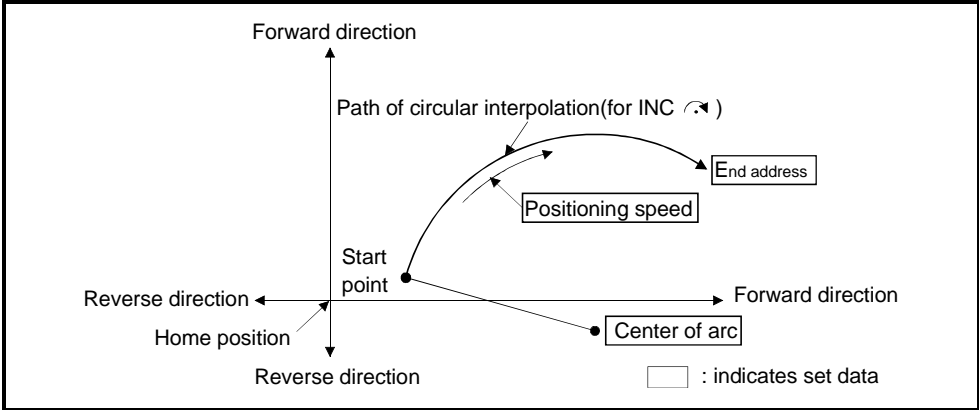 Forward direction
Path of circular interpolation(for INC )
End address
Positioning speed
Start
point
Reverse direction
Forward direction
Home position
Center of arc
Reverse direction
: indicates set data